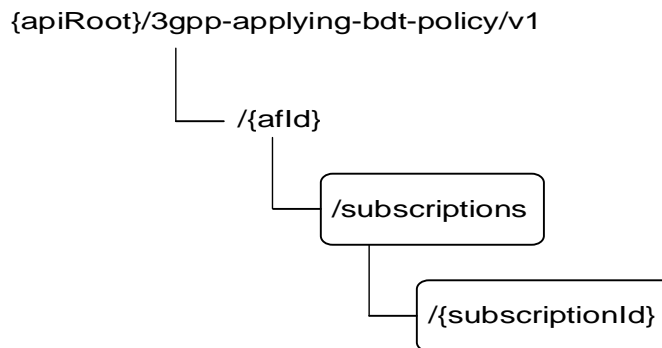 {apiRoot}/3gpp-applying-bdt-policy/v1
/{afId}
/subscriptions
/{subscriptionId}